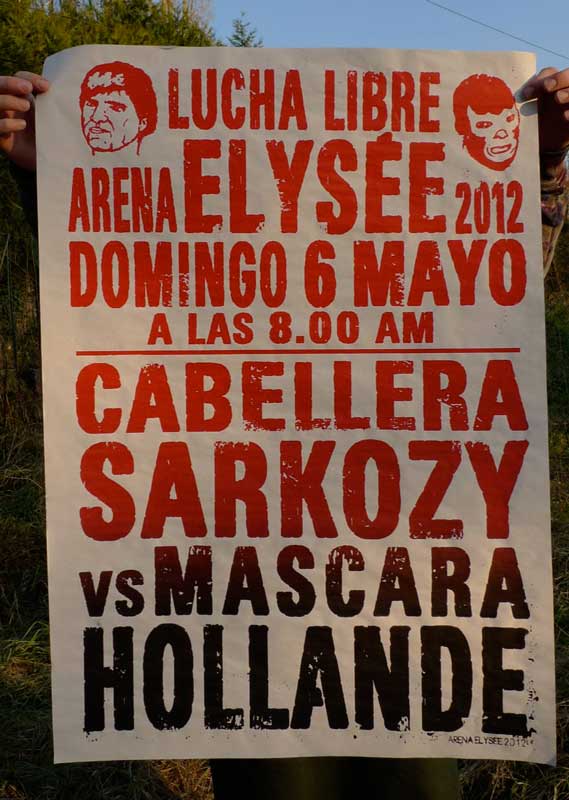 LUCHA LIBRE
ARENA ELYSÉE 2012
DOMINGO 6 MAYO
A LAS 8.00 AM
CABELLERA
SARKOZY
VS MASCARA
HOLLANDE
ARENA ELYSÉE 2012